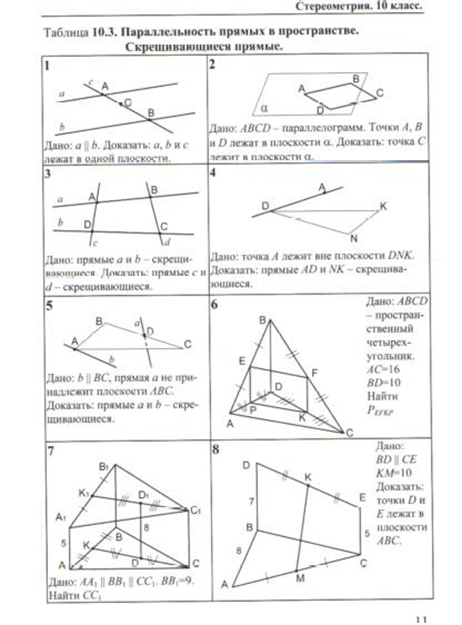 Стереометрия. 10 класс.
Таблица 10.3. Параллельность прямых в пространстве.
Скрещивающиеся прямые.
1
c
a
A
C
b
B
Дано: a || b. Доказать: a, b и c
лежат в одной плоскости.
2
B
A
C
D
α
Дано: ABCD – параллелограмм. Точки A, B
и D лежат в плоскости α. Доказать: точка C
лежит в плоскости α.
3
a
A
B
b
D
C
c
d
Дано: прямые a и b – скрещи-
вающиеся. Доказать: прямые c и
d – скрещивающиеся.
4
A
D
K
N
Дано: точка A лежит вне плоскости DNK.
Доказать: прямые AD и NK – скрещива-
ющиеся.
5
B
a
D
A
C
b
Дано: b || BC, прямая a не при-
надлежит плоскости ABC.
Доказать: прямые a и b – скре-
щивающиеся.
6
B
E
F
D
P
K
A
C
Дано: ABCD
– простран-
ственный
четырех-
угольник.
AC=16
BD=10
Найти
PEFKP
7
B₁
K₁
D₁
C₁
A₁
8
B
5
K
A
D
C
Дано: AA₁ || BB₁ || CC₁. BB₁=9.
Найти CC₁
8
D
K
E
7
B
5
8
C
A
M
Дано:
BD || CE
KM=10
Доказать:
точки D и
E лежат в
плоскости
ABC.
11